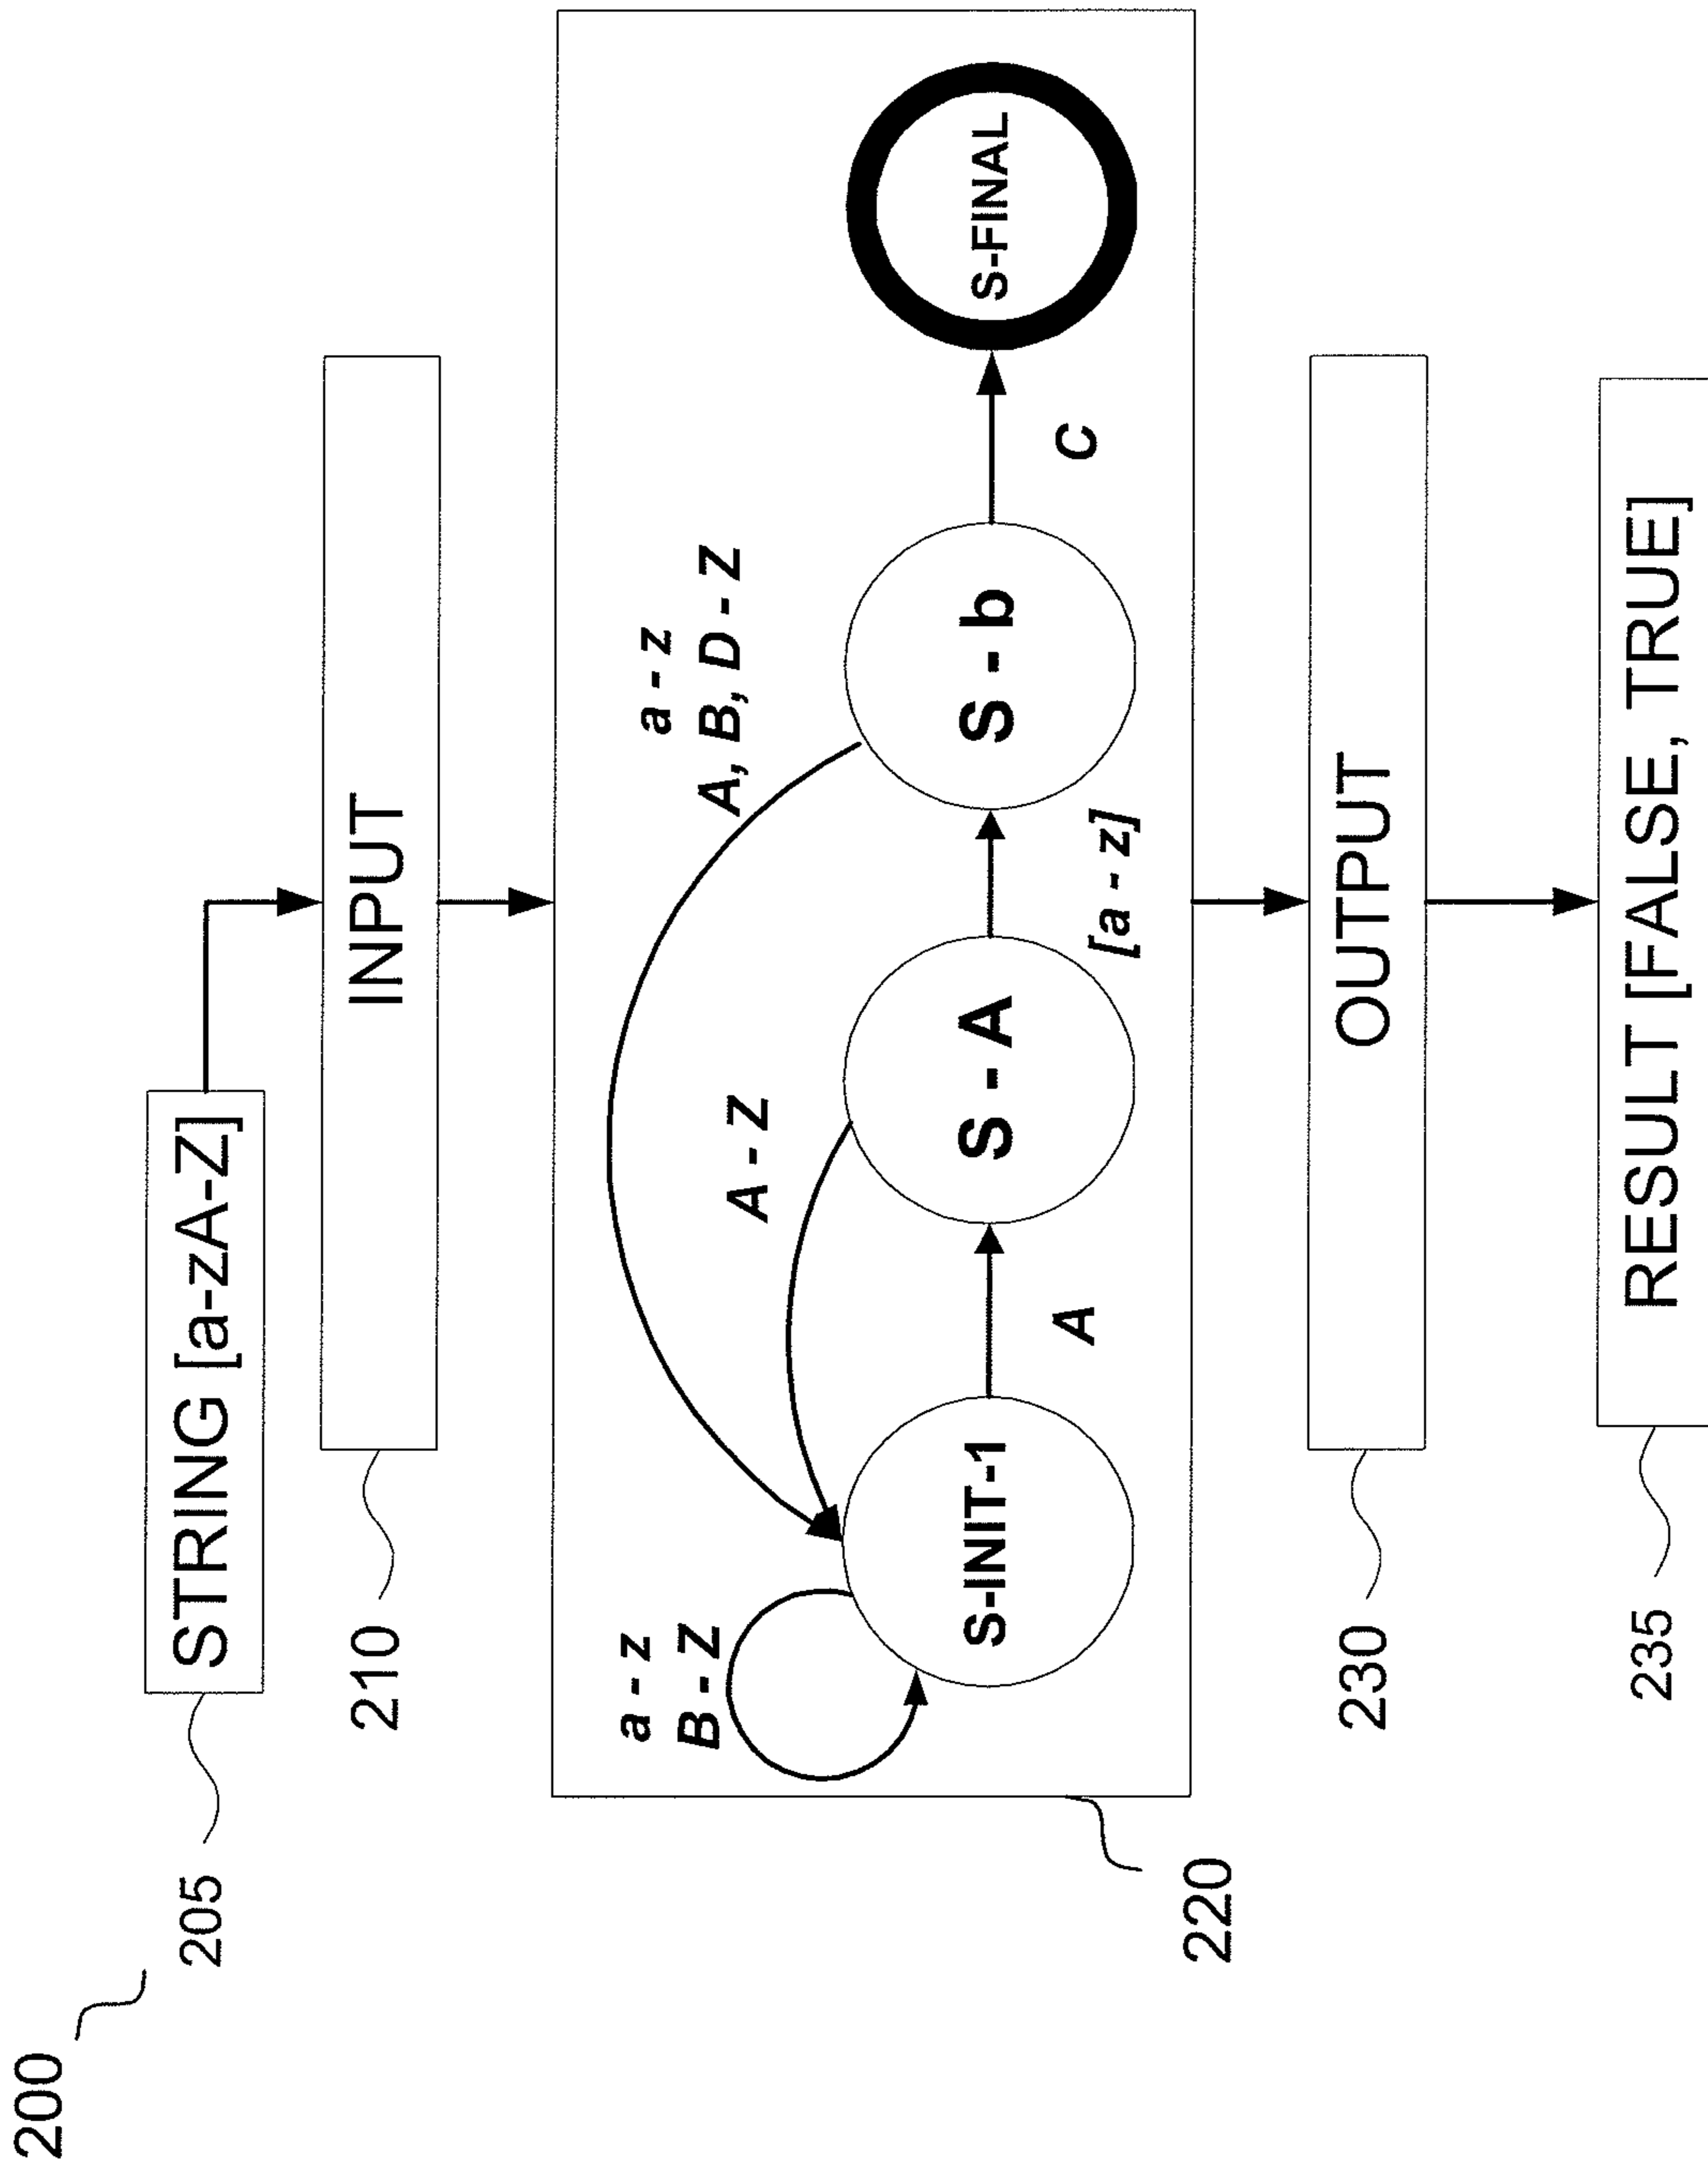 200
205
STRING [a-zA-Z]
210
INPUT
220
a - z
B - Z
A - Z
a - z
A, B, D - Z
S-INIT-1
A
S - A
[a - z]
S - b
C
S-FINAL
230
OUTPUT
235
RESULT [FALSE, TRUE]